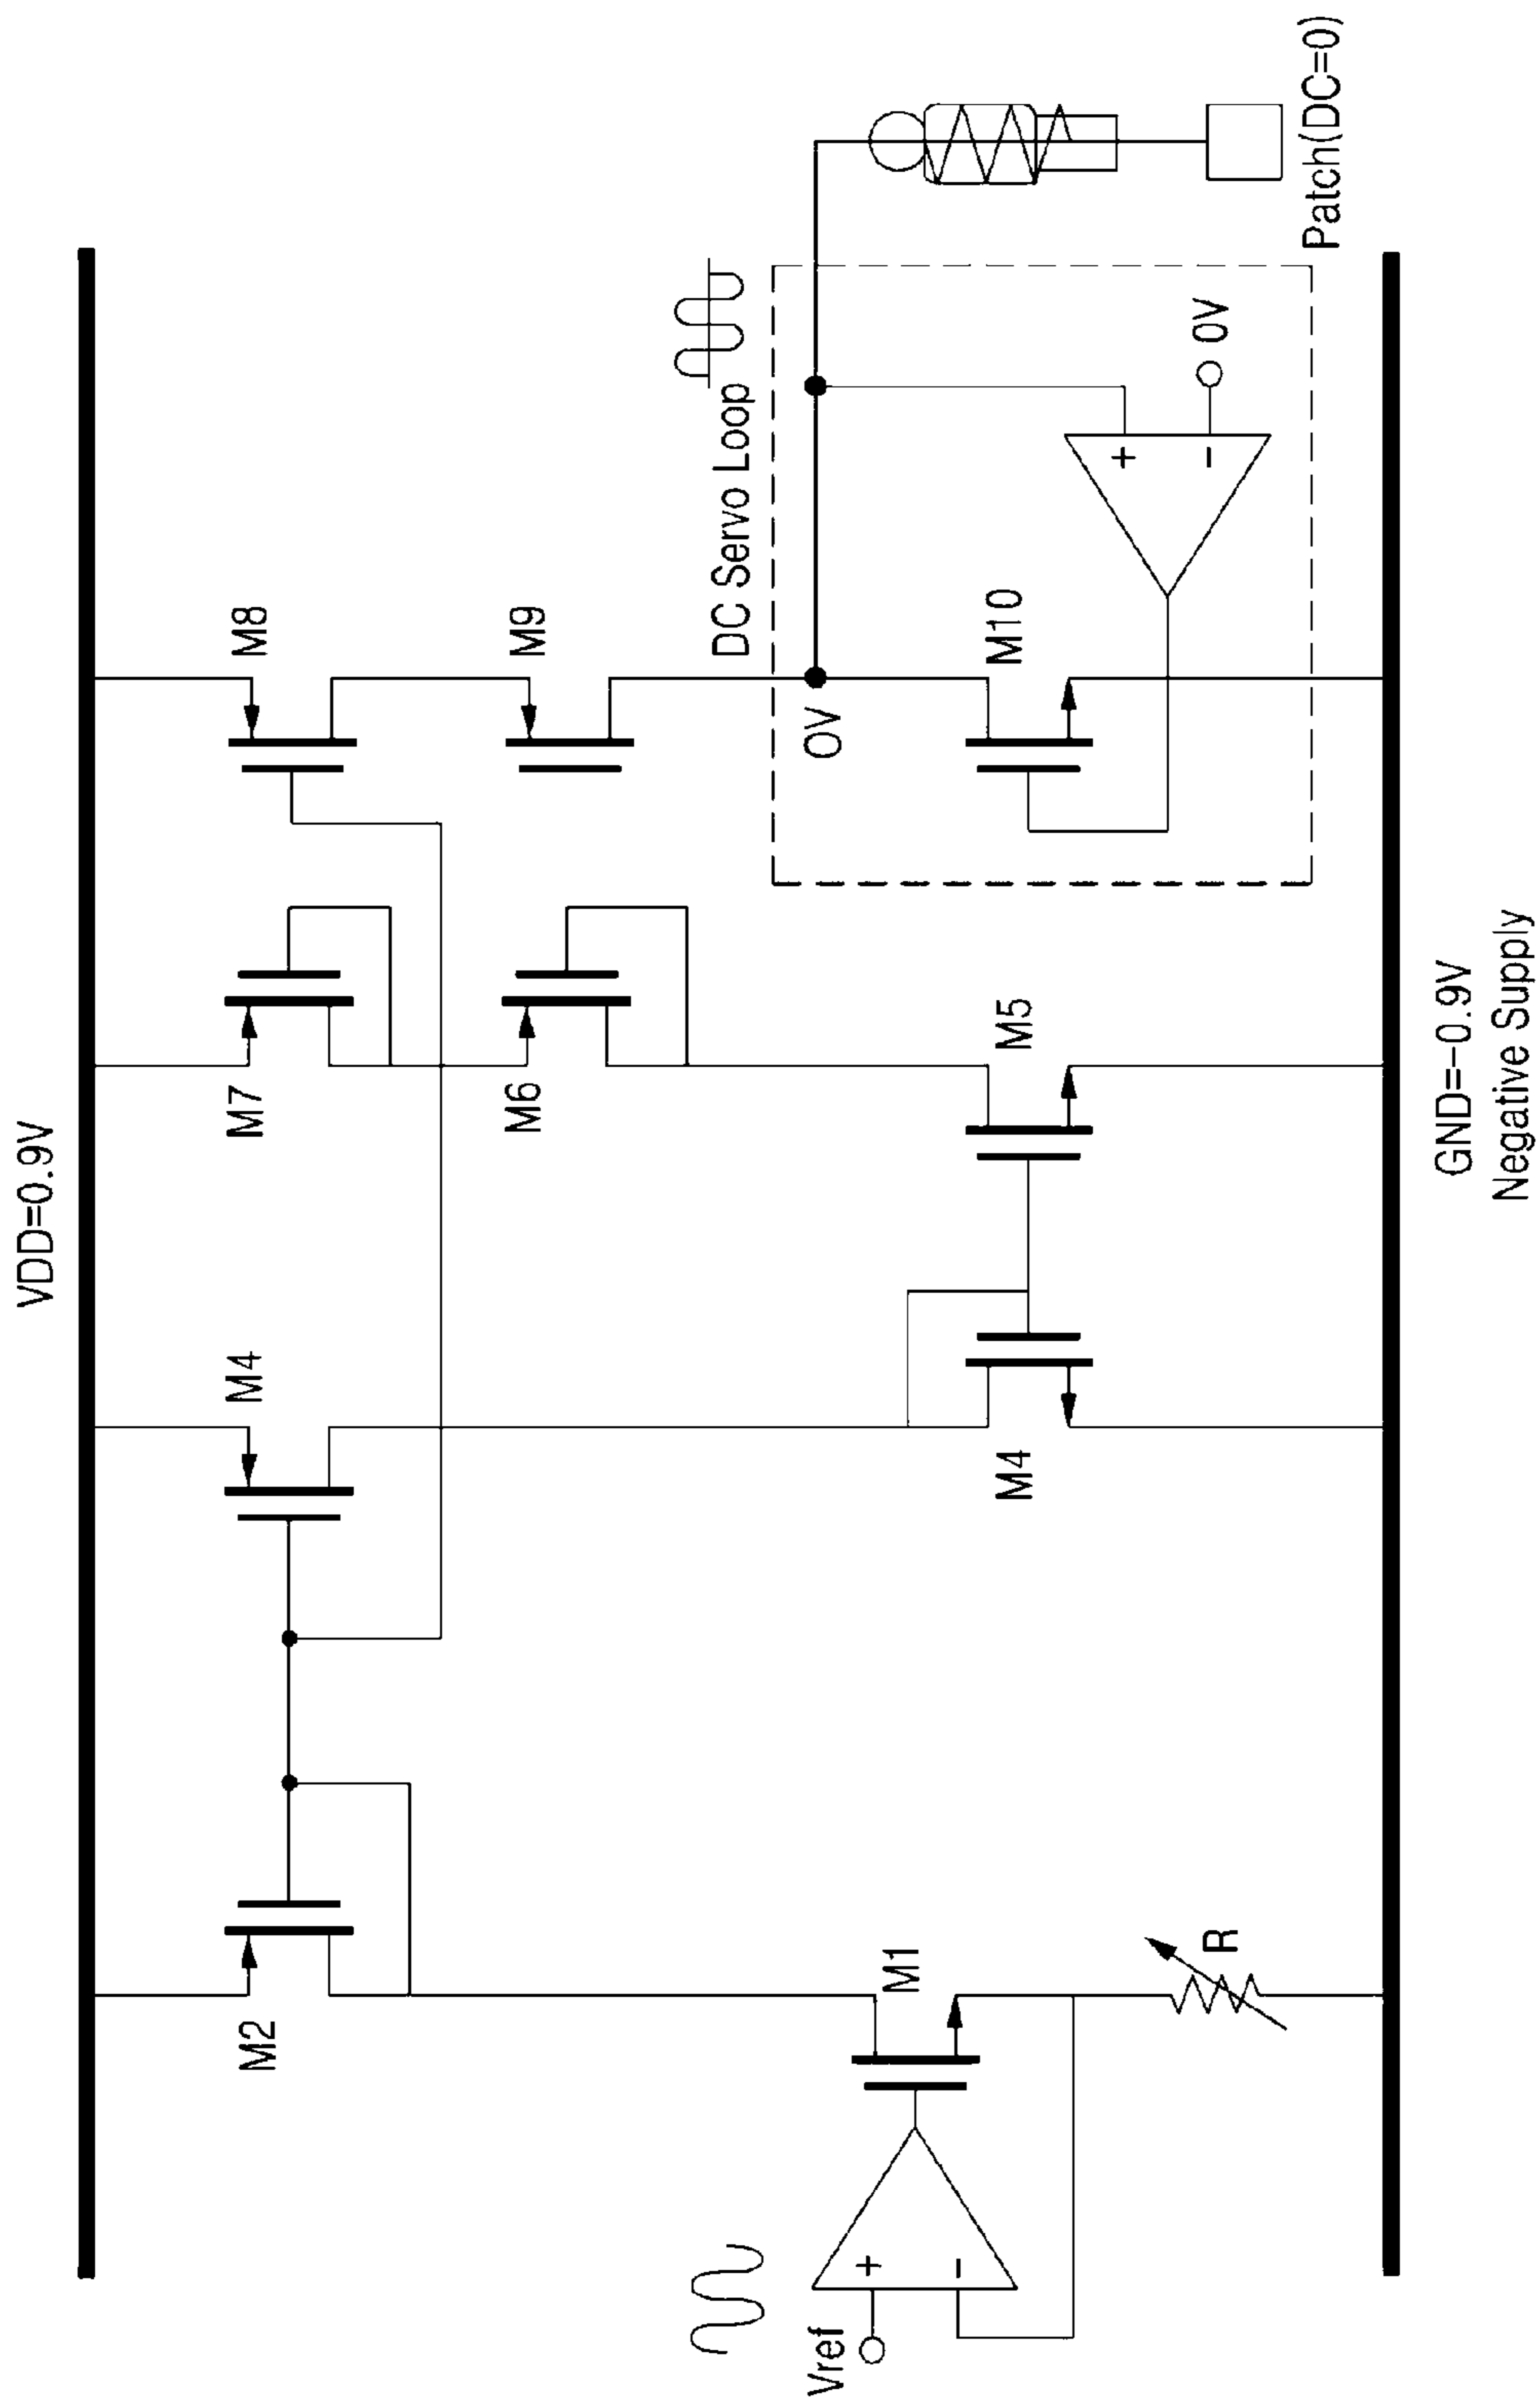 VDD=0.9V
M2
M4
M7
M8
M6
M9
DC Servo Loop
0V
Vref
+
-
M1
M4
M5
M10
+
-
0V
R
Patch(DC=0)
GND=-0.9V
Negative Supply